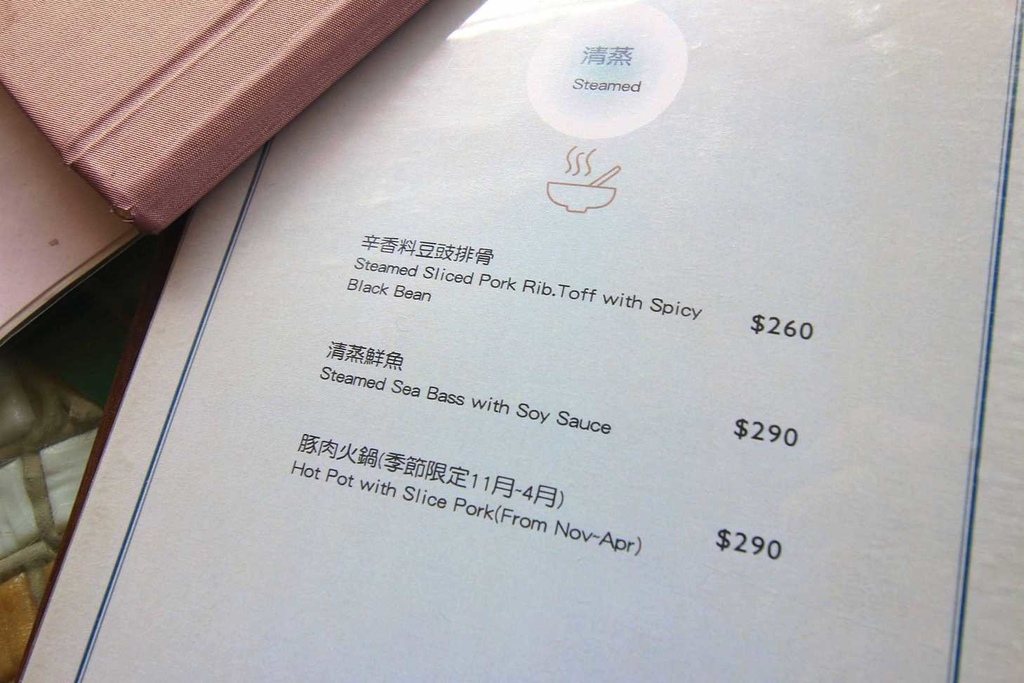 清蒸
Steamed
辛香料豆豉排骨
Steamed Sliced Pork Rib.Toff with Spicy
Black Bean
$260
清蒸鮮魚
Steamed Sea Bass with Soy Sauce
$290
豚肉火鍋(季節限定11月-4月)
Hot Pot with Slice Pork(From Nov~Apr)
$290